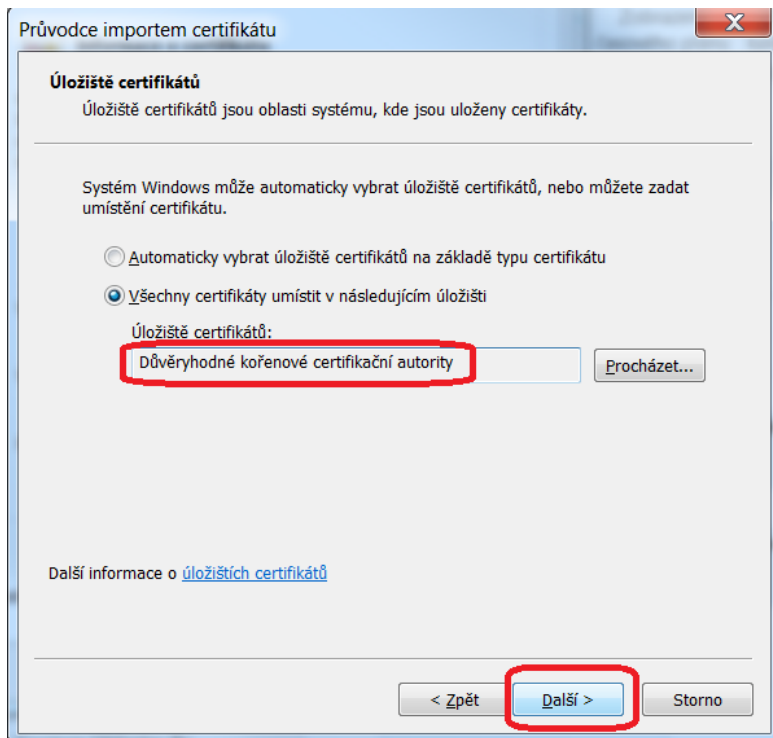 Průvodce importem certifikátu
Úložiště certifikátů
Úložiště certifikátů jsou oblasti systému, kde jsou uloženy certifikáty.
Systém Windows může automaticky vybrat úložiště certifikátů, nebo můžete zadat
umístění certifikátu.
Automaticky vybrat úložiště certifikátů na základě typu certifikátu
Všechny certifikáty umístit v následujícím úložišti
Úložiště certifikátů:
Důvěryhodné kořenové certifikační autority
Procházet...
Další informace o úložištích certifikátů
< Zpět Další > Storno